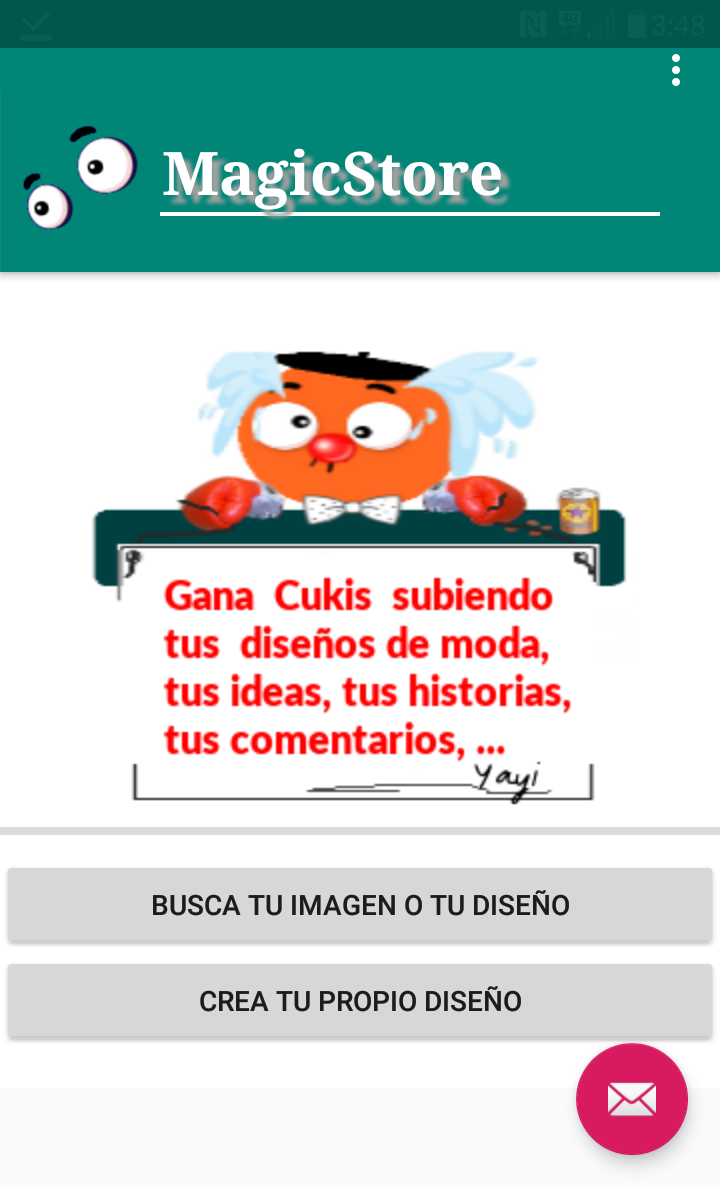 3:48
MagicStore
Gana Cukis subiendo
tus diseños de moda,
tus ideas, tus historias,
tus comentarios, ...
Yayi
BUSCA TU IMAGEN O TU DISEÑO
CREA TU PROPIO DISEÑO